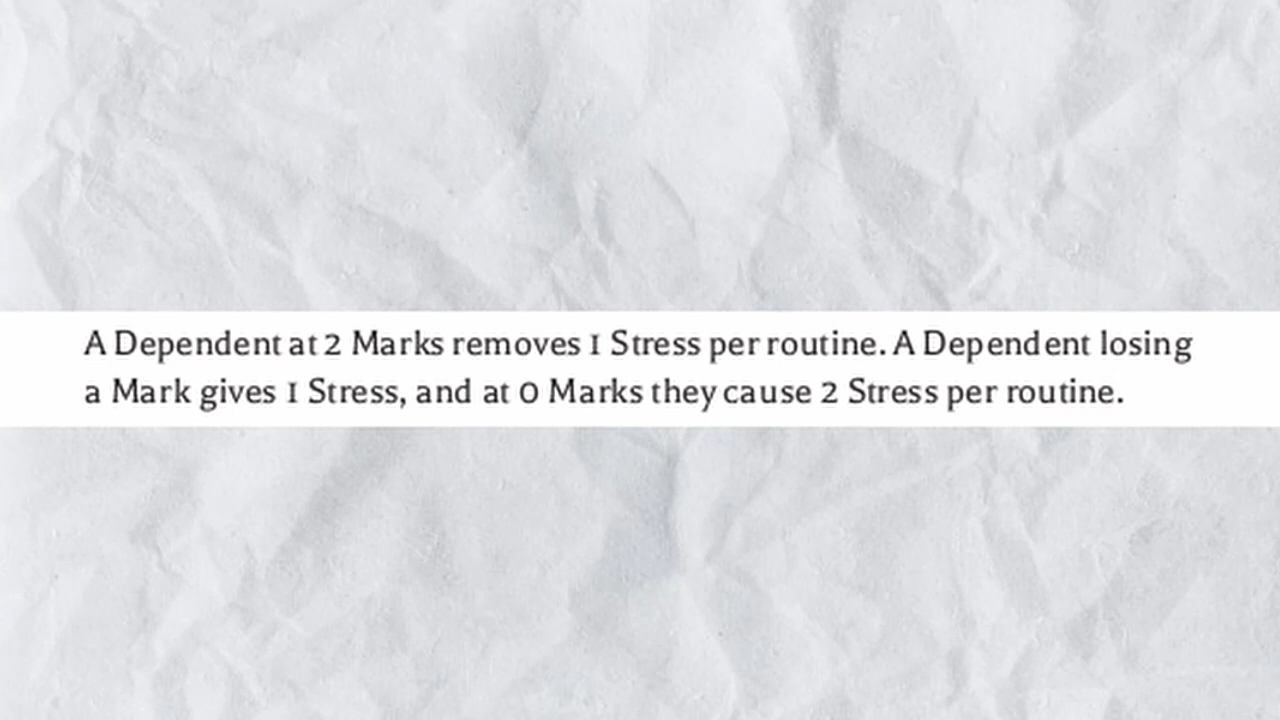 A Dependent at 2 Marks removes 1 Stress per routine. A Dependent losing
a Mark gives 1 Stress, and at 0 Marks they cause 2 Stress per routine.